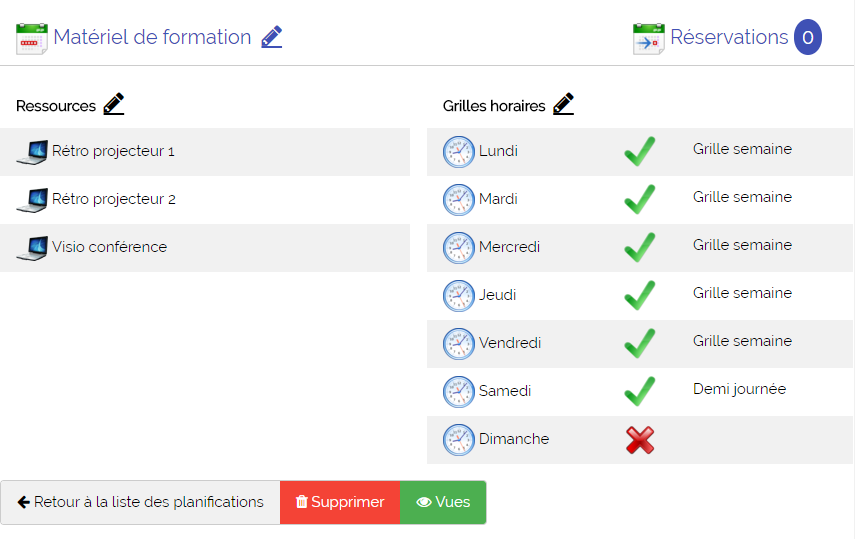 Matériel de formation
Réservations 0
Ressources
Rétro projecteur 1
Rétro projecteur 2
Visio conférence
Grilles horaires
Lundi Grille semaine
Mardi Grille semaine
Mercredi Grille semaine
Jeudi Grille semaine
Vendredi Grille semaine
Samedi Demi journée
Dimanche
Retour à la liste des planifications Supprimer Vues